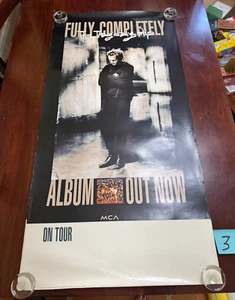 FULLY COMPLETELY
ALBUM OUT NOW
MCA
ON TOUR
3